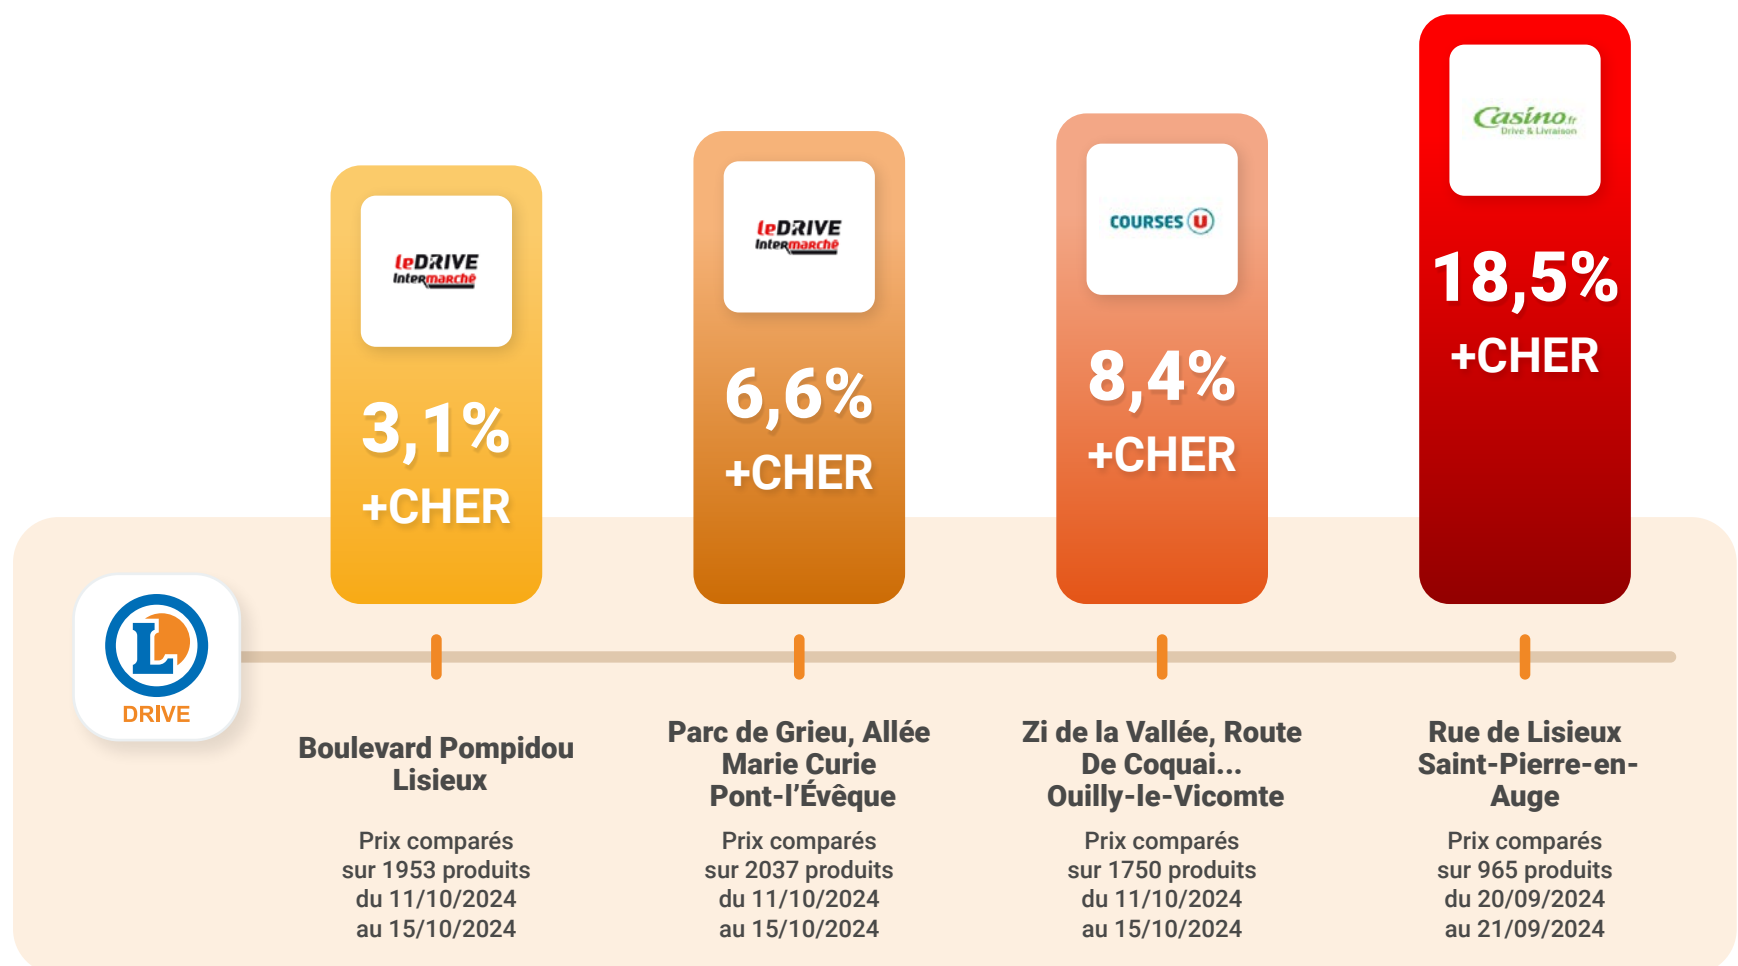 leDRIVE
Intermarché
3,1%
+CHER
leDRIVE
Intermarché
6,6%
+CHER
COURSES U
8,4%
+CHER
Casino.fr
Drive & Livraison
18,5%
+CHER
L
DRIVE
Boulevard Pompidou
Lisieux
Prix comparés
sur 1953 produits
du 11/10/2024
au 15/10/2024
Parc de Grieu, Allée
Marie Curie
Pont-l’Évêque
Prix comparés
sur 2037 produits
du 11/10/2024
au 15/10/2024
Zi de la Vallée, Route
De Coquai...
Ouilly-le-Vicomte
Prix comparés
sur 1750 produits
du 11/10/2024
au 15/10/2024
Rue de Lisieux
Saint-Pierre-en-
Auge
Prix comparés
sur 965 produits
du 20/09/2024
au 21/09/2024